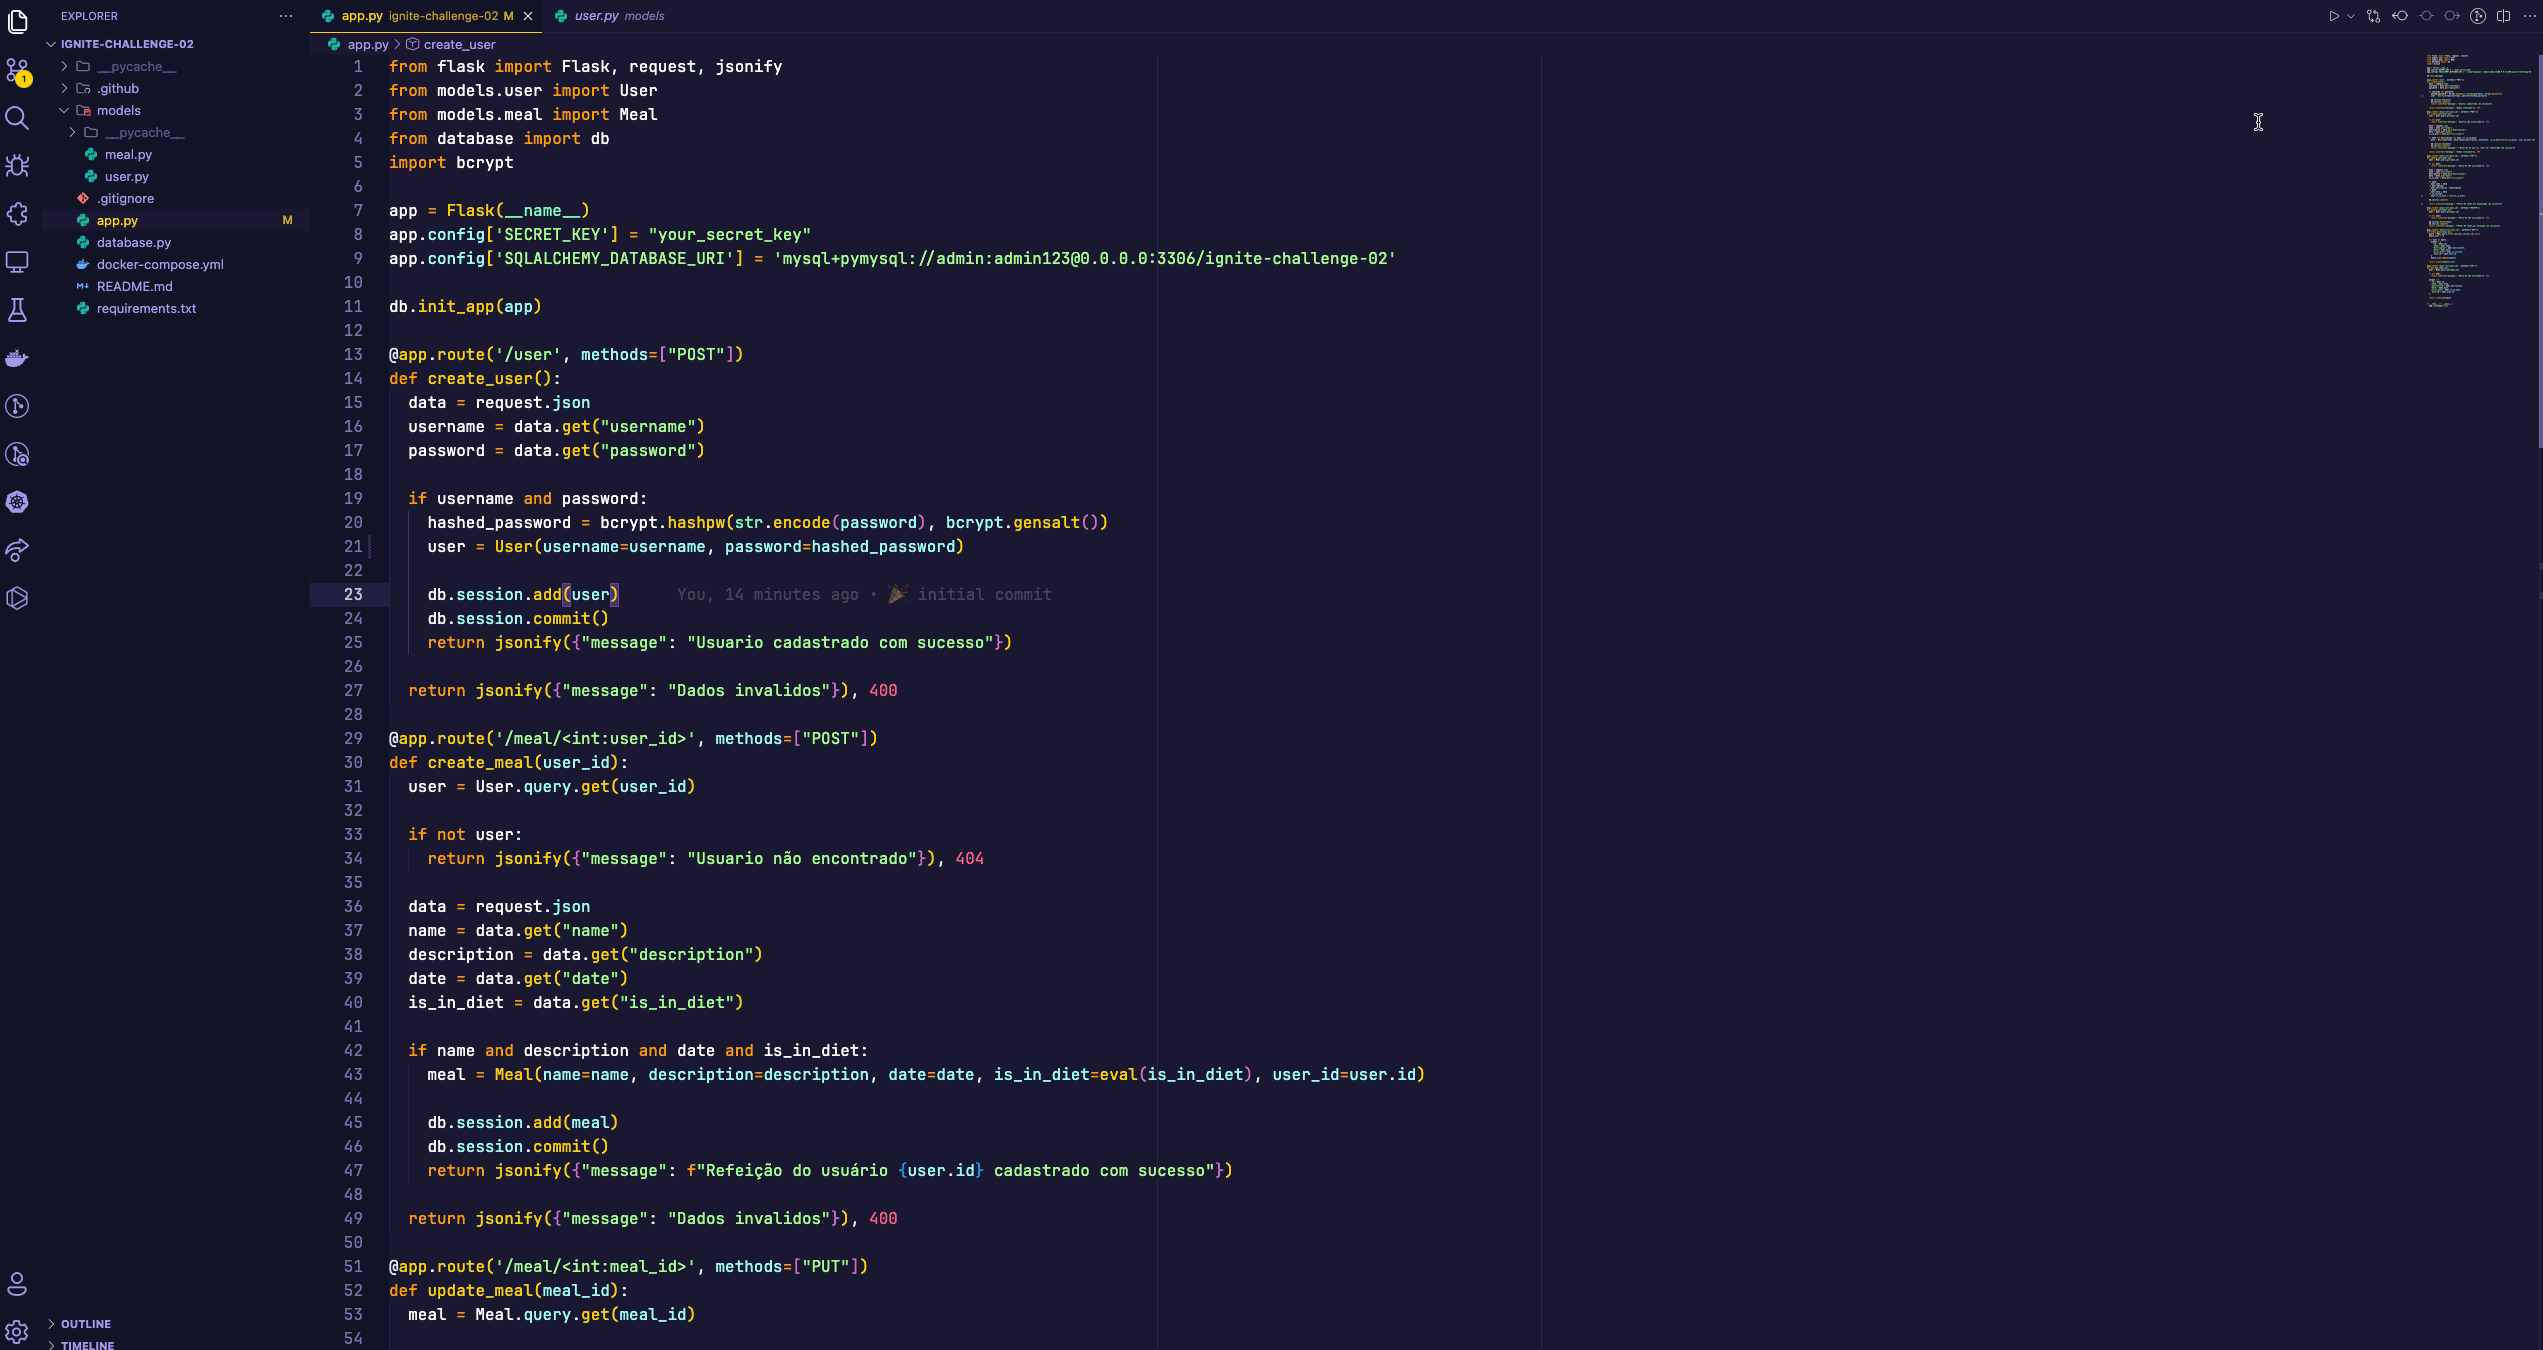 EXPLORER
IGNITE-CHALLENGE-02
__pycache__
.github
models
__pycache__
meal.py
user.py
.gitignore
app.py M
database.py
docker-compose.yml
README.md
requirements.txt
OUTLINE
TIMELINE
1
app.py ignite-challenge-02 M
user.py models
app.py > create_user
1 from flask import Flask, request, jsonify
2 from models.user import User
3 from models.meal import Meal
4 from database import db
5 import bcrypt
6
7 app = Flask(__name__)
8 app.config['SECRET_KEY'] = "your_secret_key"
9 app.config['SQLALCHEMY_DATABASE_URI'] = 'mysql+pymysql://admin:admin123@0.0.0.0:3306/ignite-challenge-02'
10
11 db.init_app(app)
12
13 @app.route('/user', methods=["POST"])
14 def create_user():
15 data = request.json
16 username = data.get("username")
17 password = data.get("password")
18
19 if username and password:
20 hashed_password = bcrypt.hashpw(str.encode(password), bcrypt.gensalt())
21 user = User(username=username, password=hashed_password)
22
23 db.session.add(user) You, 14 minutes ago • 🎉 initial commit
24 db.session.commit()
25 return jsonify({"message": "Usuario cadastrado com sucesso"})
26
27 return jsonify({"message": "Dados invalidos"}), 400
28
29 @app.route('/meal/<int:user_id>', methods=["POST"])
30 def create_meal(user_id):
31 user = User.query.get(user_id)
32
33 if not user:
34 return jsonify({"message": "Usuario não encontrado"}), 404
35
36 data = request.json
37 name = data.get("name")
38 description = data.get("description")
39 date = data.get("date")
40 is_in_diet = data.get("is_in_diet")
41
42 if name and description and date and is_in_diet:
43 meal = Meal(name=name, description=description, date=date, is_in_diet=eval(is_in_diet), user_id=user.id)
44
45 db.session.add(meal)
46 db.session.commit()
47 return jsonify({"message": f"Refeição do usuário {user.id} cadastrado com sucesso"})
48
49 return jsonify({"message": "Dados invalidos"}), 400
50
51 @app.route('/meal/<int:meal_id>', methods=["PUT"])
52 def update_meal(meal_id):
53 meal = Meal.query.get(meal_id)
54